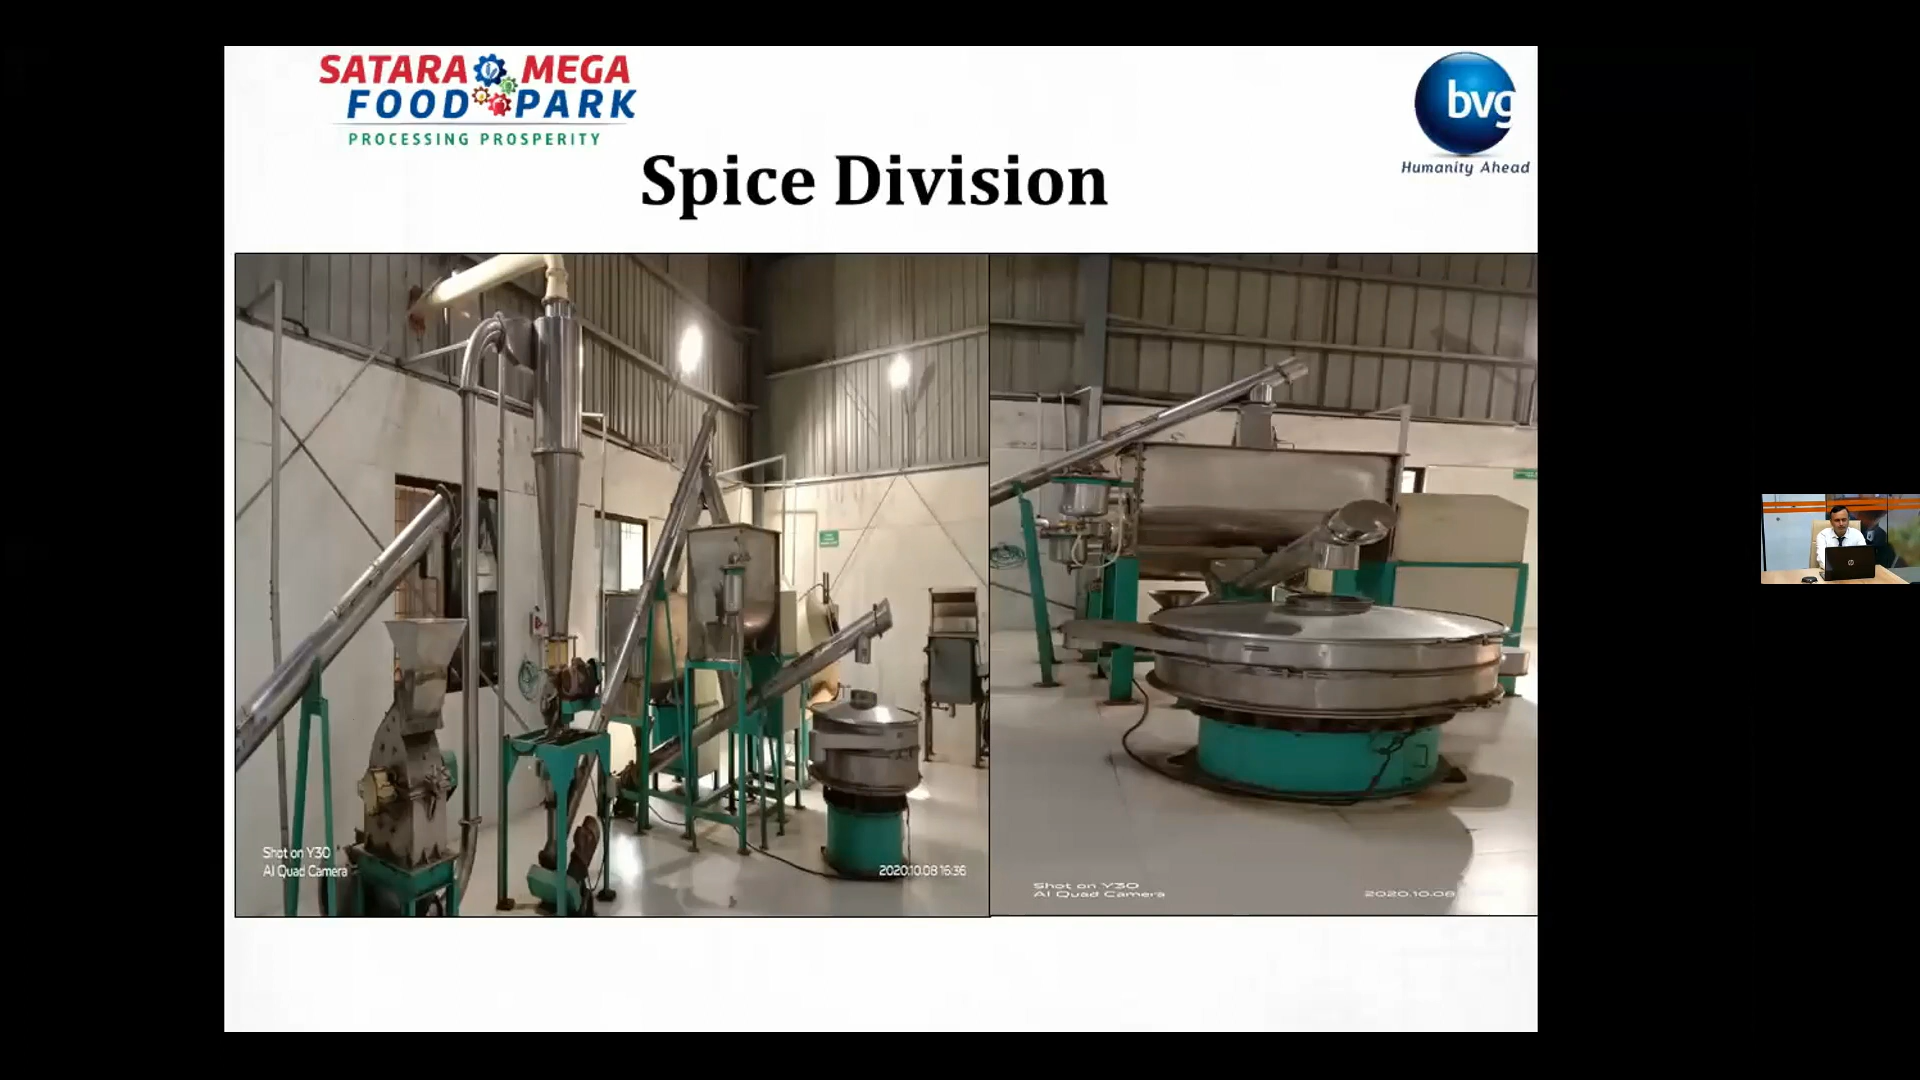 SATARA MEGA
FOOD PARK
PROCESSING PROSPERITY
bvg
Humanity Ahead
Spice Division
Shot on Y30
AI Quad Camera
2020.10.08 16:36
Shot on Y30
AI Quad Camera
2020.10.08